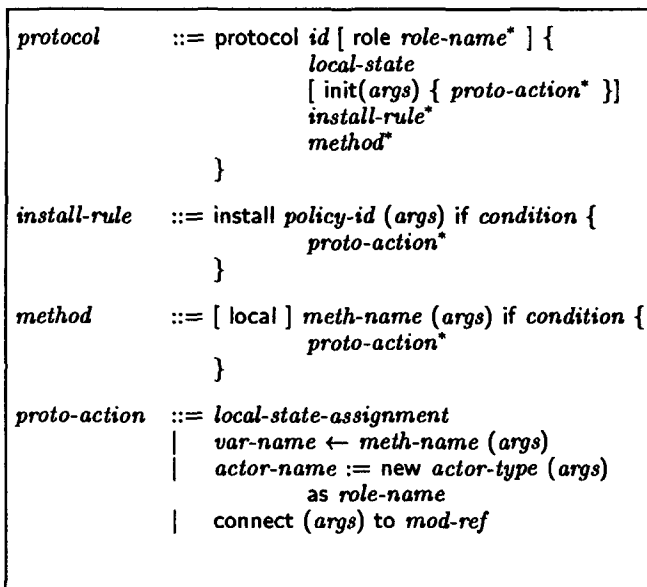 protocol ::= protocol id [ role role-name* ] {
local-state
[ init(args) { proto-action* }]
install-rule*
method*
}
install-rule ::= install policy-id (args) if condition {
proto-action*
}
method ::= [ local ] meth-name (args) if condition {
proto-action*
}
proto-action ::= local-state-assignment
| var-name ← meth-name (args)
| actor-name := new actor-type (args)
as role-name
| connect (args) to mod-ref